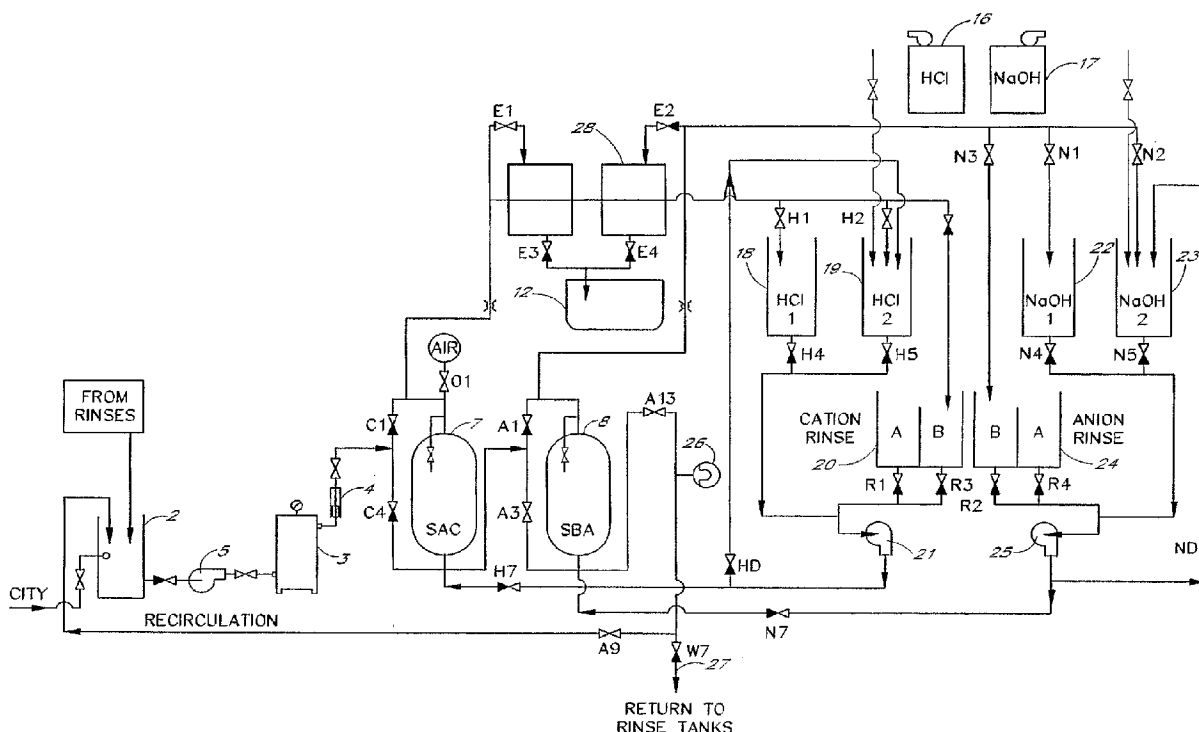 16
HCl
NaOH
17
E1
E2
28
N3
N1
N2
E3
E4
H1
H2
12
18
HCl
1
19
HCl
2
22
NaOH
1
NaOH
2
23
H4
H5
N4
N5
AIR
O1
FROM
RINSES
C1
7
A1
8
A13
26
CATION
RINSE
20
A
B
B
A
ANION
RINSE
24
4
C4
A3
R1
R3
R2
R4
2
5
3
SAC
SBA
21
25
HD
ND
H7
CITY
RECIRCULATION
N7
A9
W7
27
RETURN TO
RINSE TANKS